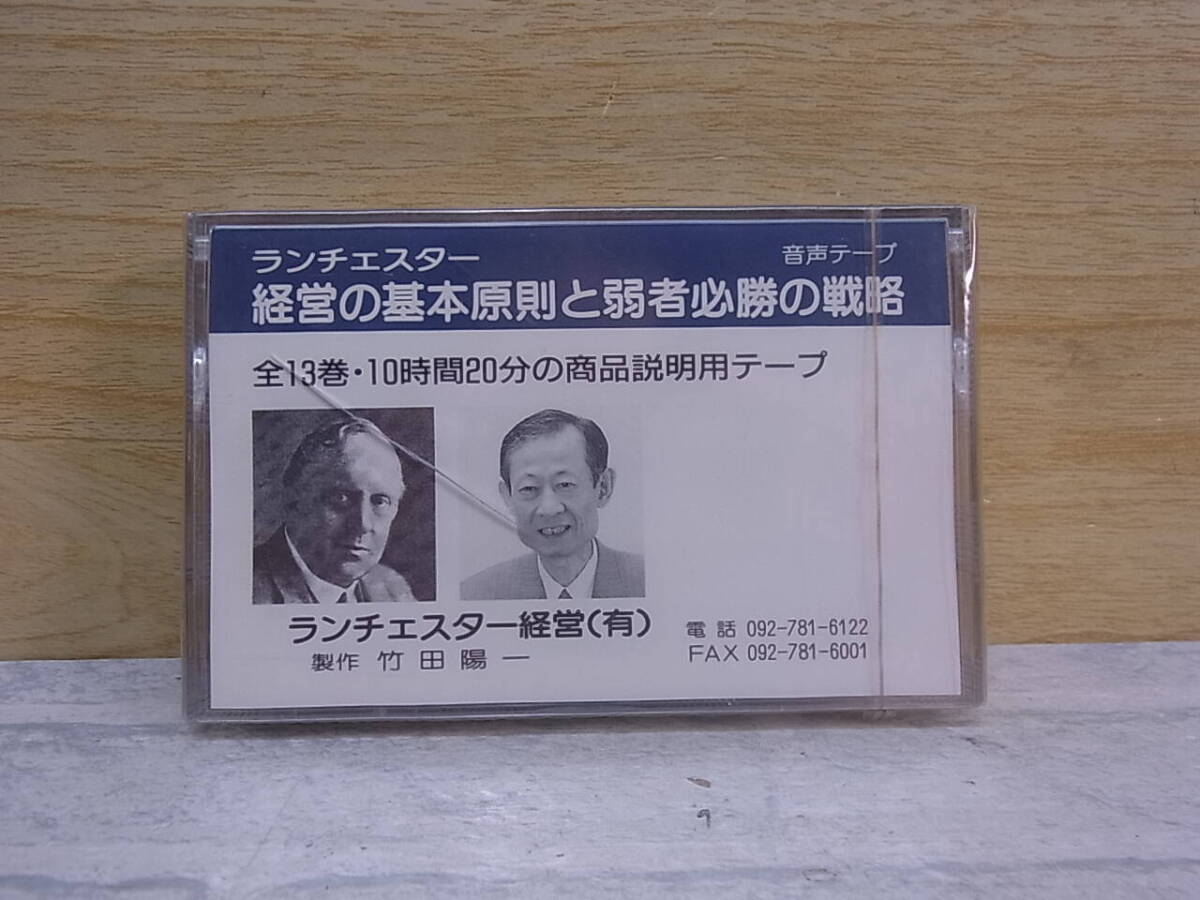 ランチェスター 音声テープ
経営の基本原則と弱者必勝の戦略
全13巻・10時間20分の商品説明用テープ
ランチェスター経営(有)
製作 竹田陽一
電話 092-781-6122
FAX 092-781-6001